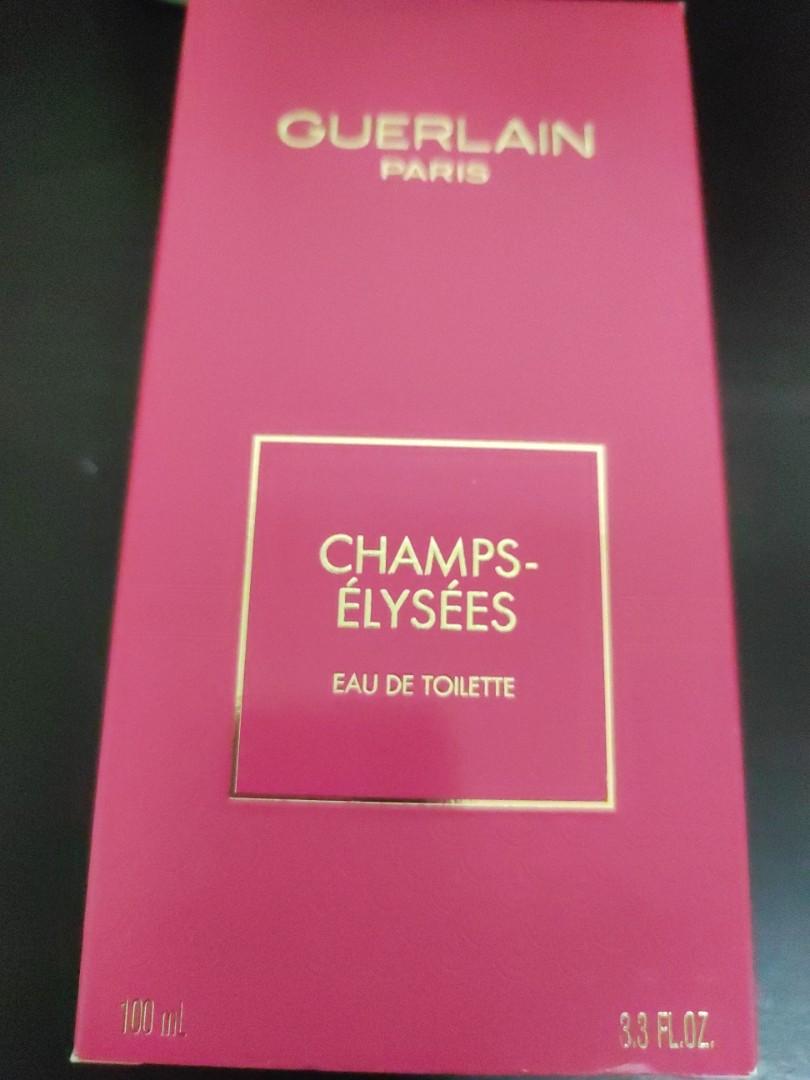 GUERLAIN
PARIS
CHAMPS-
ÉLYSÉES
EAU DE TOILETTE
100 mL
3.3 FL.OZ.